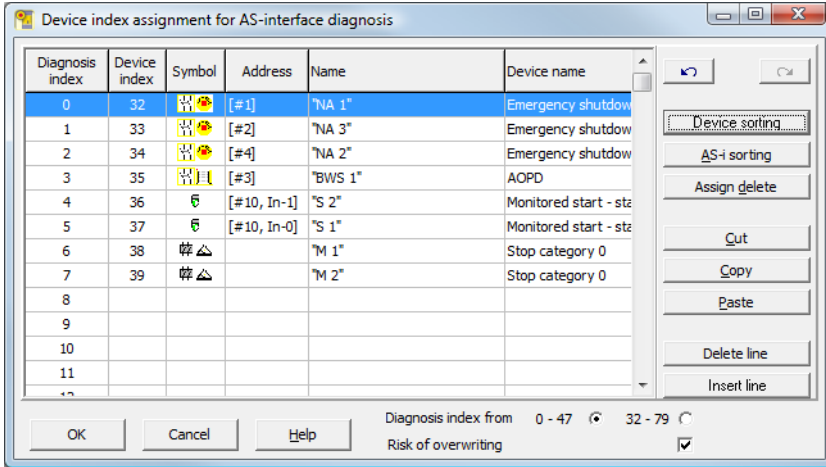 Device index assignment for AS-interface diagnosis
Diagnosis index Device index Symbol Address Name Device name
0 32 [#1] "NA 1" Emergency shutdow
1 33 [#2] "NA 3" Emergency shutdow
2 34 [#4] "NA 2" Emergency shutdow
3 35 [#3] "BWS 1" AOPD
4 36 [#10, In-1] "S 2" Monitored start - sta
5 37 [#10, In-0] "S 1" Monitored start - sta
6 38 "M 1" Stop category 0
7 39 "M 2" Stop category 0
8
9
10
11
Device sorting
AS-i sorting
Assign delete
Cut
Copy
Paste
Delete line
Insert line
OK Cancel Help
Diagnosis index from 0 - 47 32 - 79
Risk of overwriting